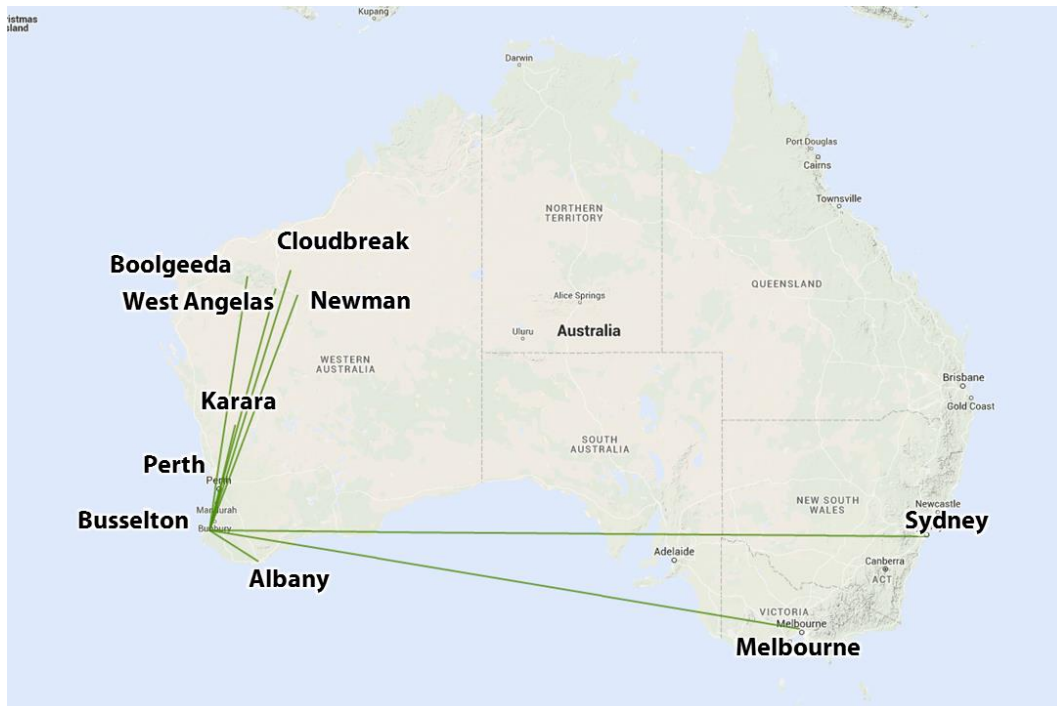 ristmas
sland
Kupang
Darwin
Port Douglas
Cairns
Townsville
NORTHERN
TERRITORY
Cloudbreak
Boolgeeda
West Angelas
Newman
Alice Springs
QUEENSLAND
Uluru
Australia
WESTERN
AUSTRALIA
Brisbane
Gold Coast
Karara
SOUTH
AUSTRALIA
Perth
Perth
NEW SOUTH
WALES
Newcastle
Mandurah
Busselton
Bunbury
Sydney
Adelaide
Canberra
ACT
Albany
VICTORIA
Melbourne
Melbourne